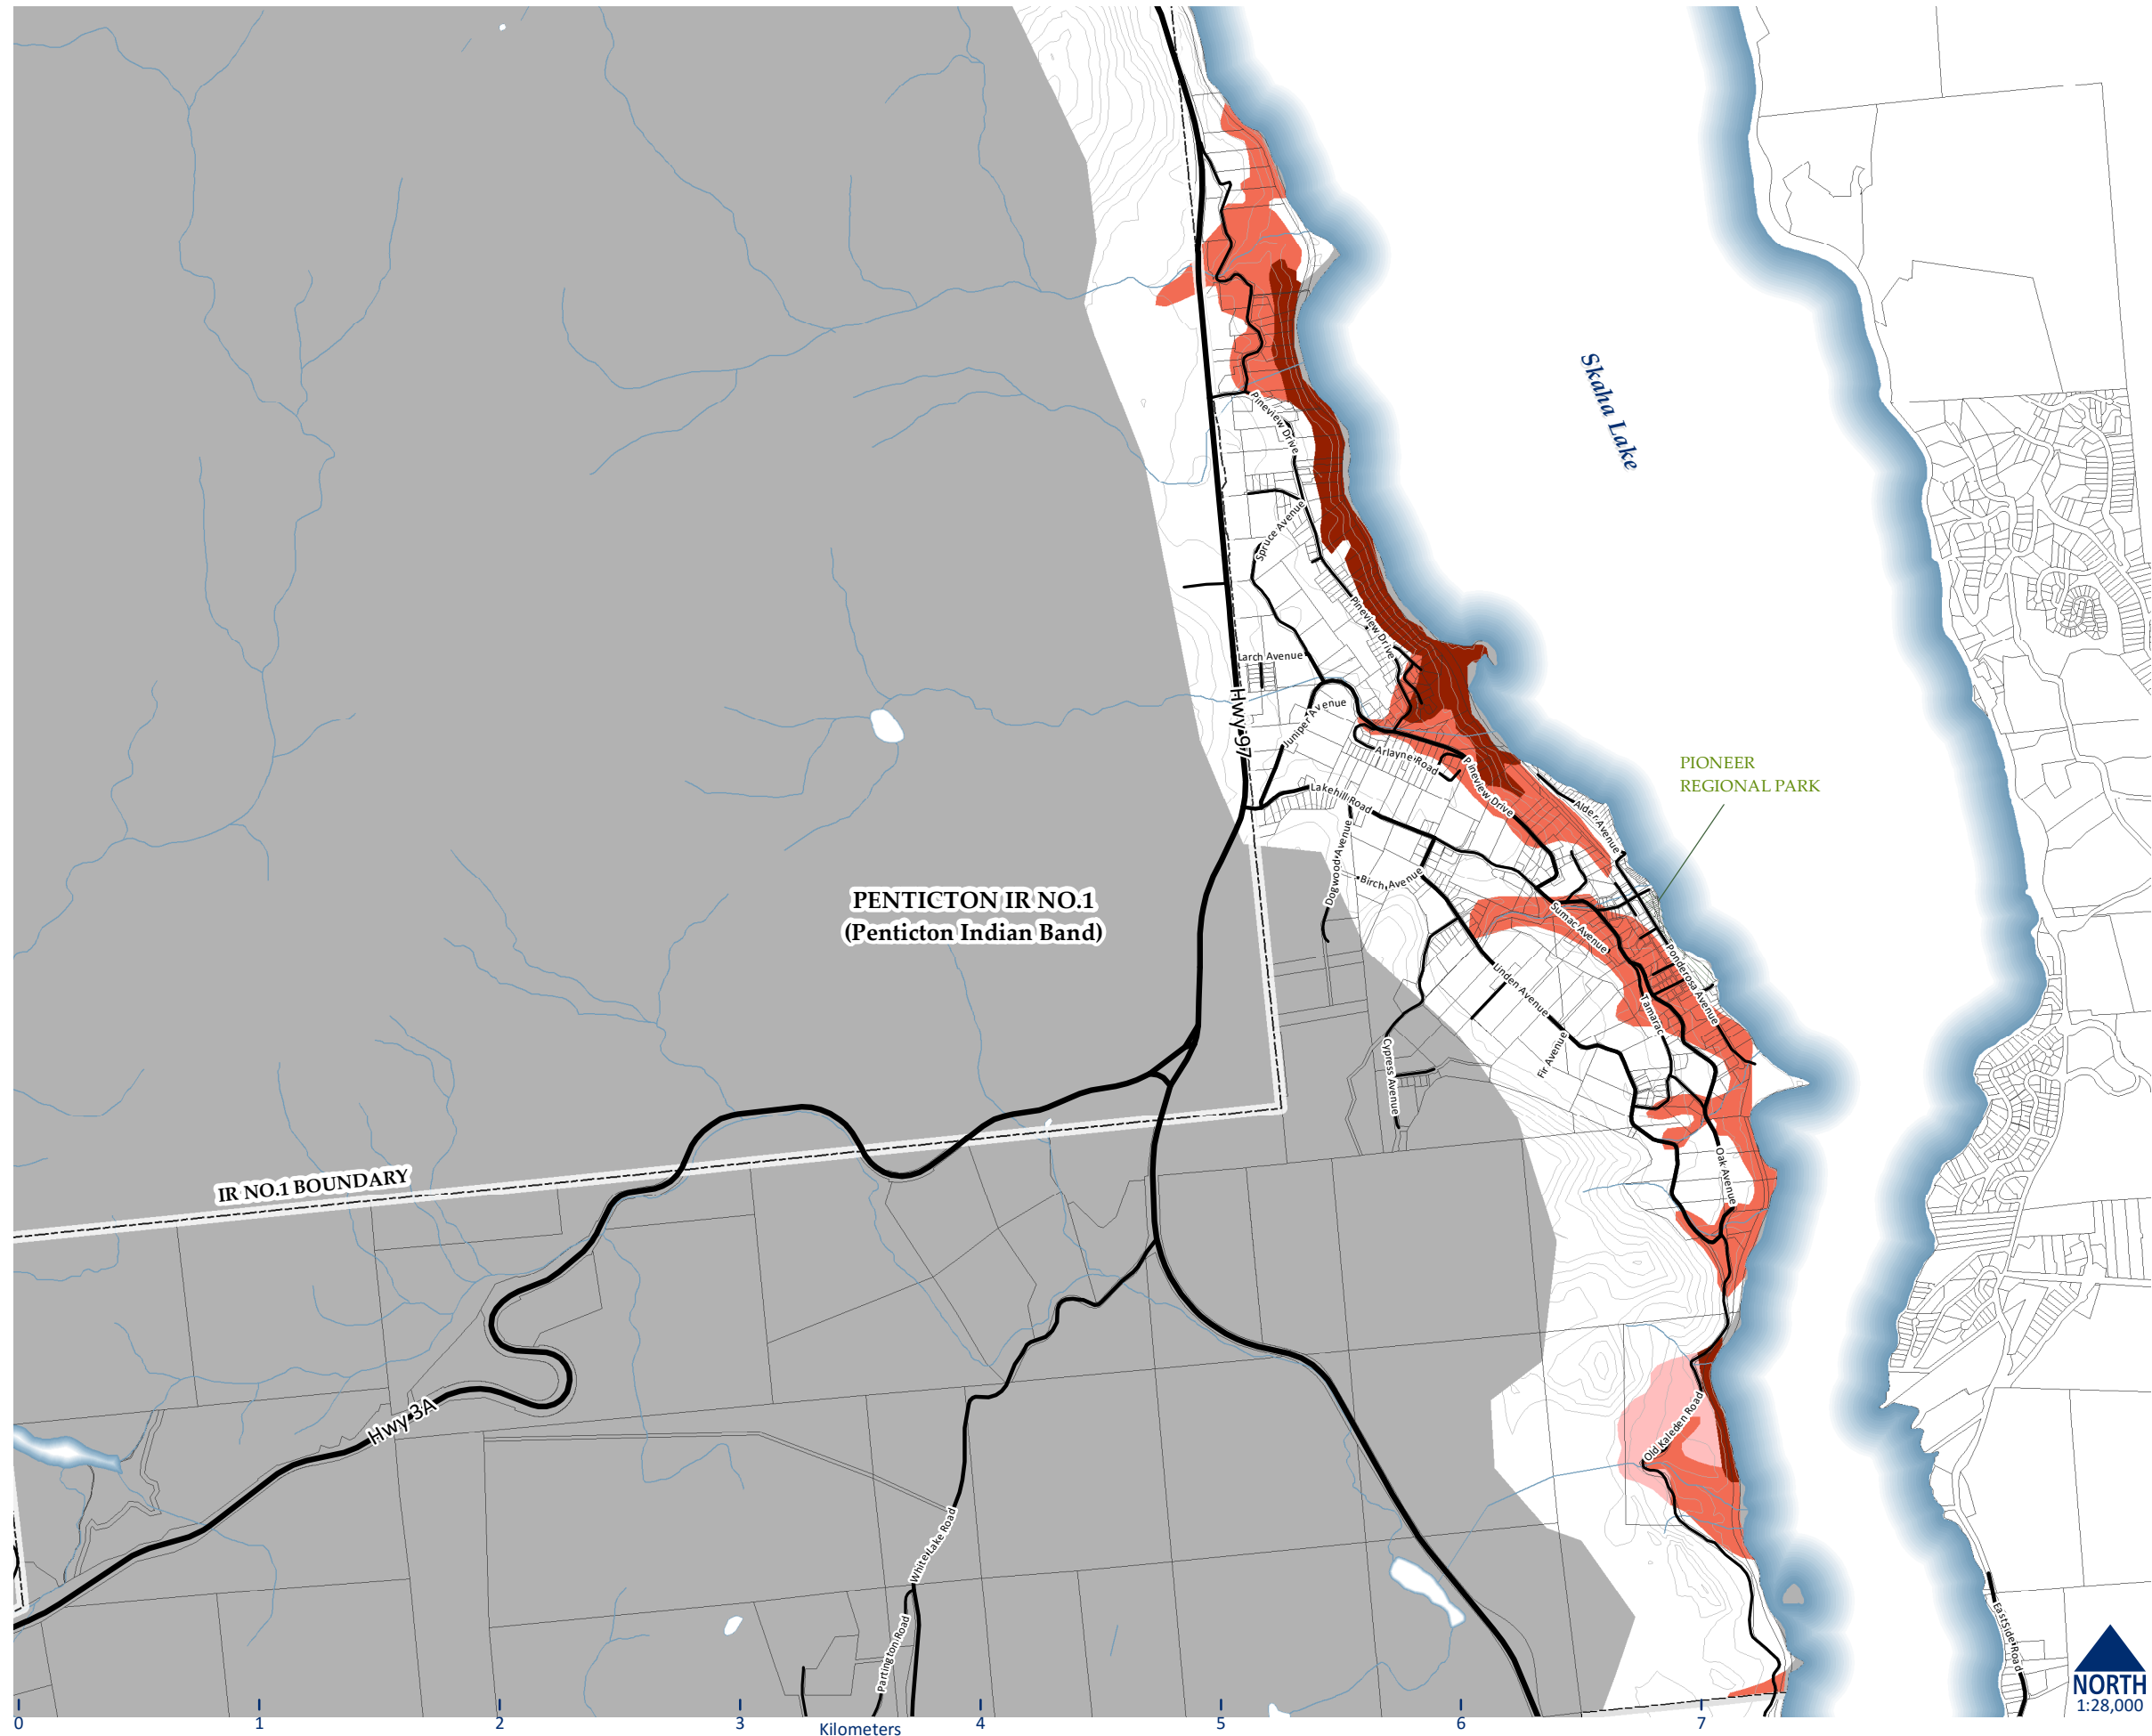 Skaha Lake
Pineview Drive
Spruce Avenue
Pineview Drive
Larch Avenue
Hwy 97
Juniper Avenue
Arlayne Road
Pineview Drive
PIONEER
REGIONAL PARK
Lakehill Road
Alder Avenue
Dogwood Avenue
Birch Avenue
PENTICTON IR NO.1
(Penticton Indian Band)
Sumac Avenue
Ponderosa Avenue
Linden Avenue
Tamarac
Fir Avenue
Cypress Avenue
Oak Avenue
IR NO.1 BOUNDARY
Hwy 3A
Old Kaleden Road
White Lake Road
Partington Road
EastSide Road
NORTH
1:28,000
0 1 2 3 4 5 6 7
Kilometers